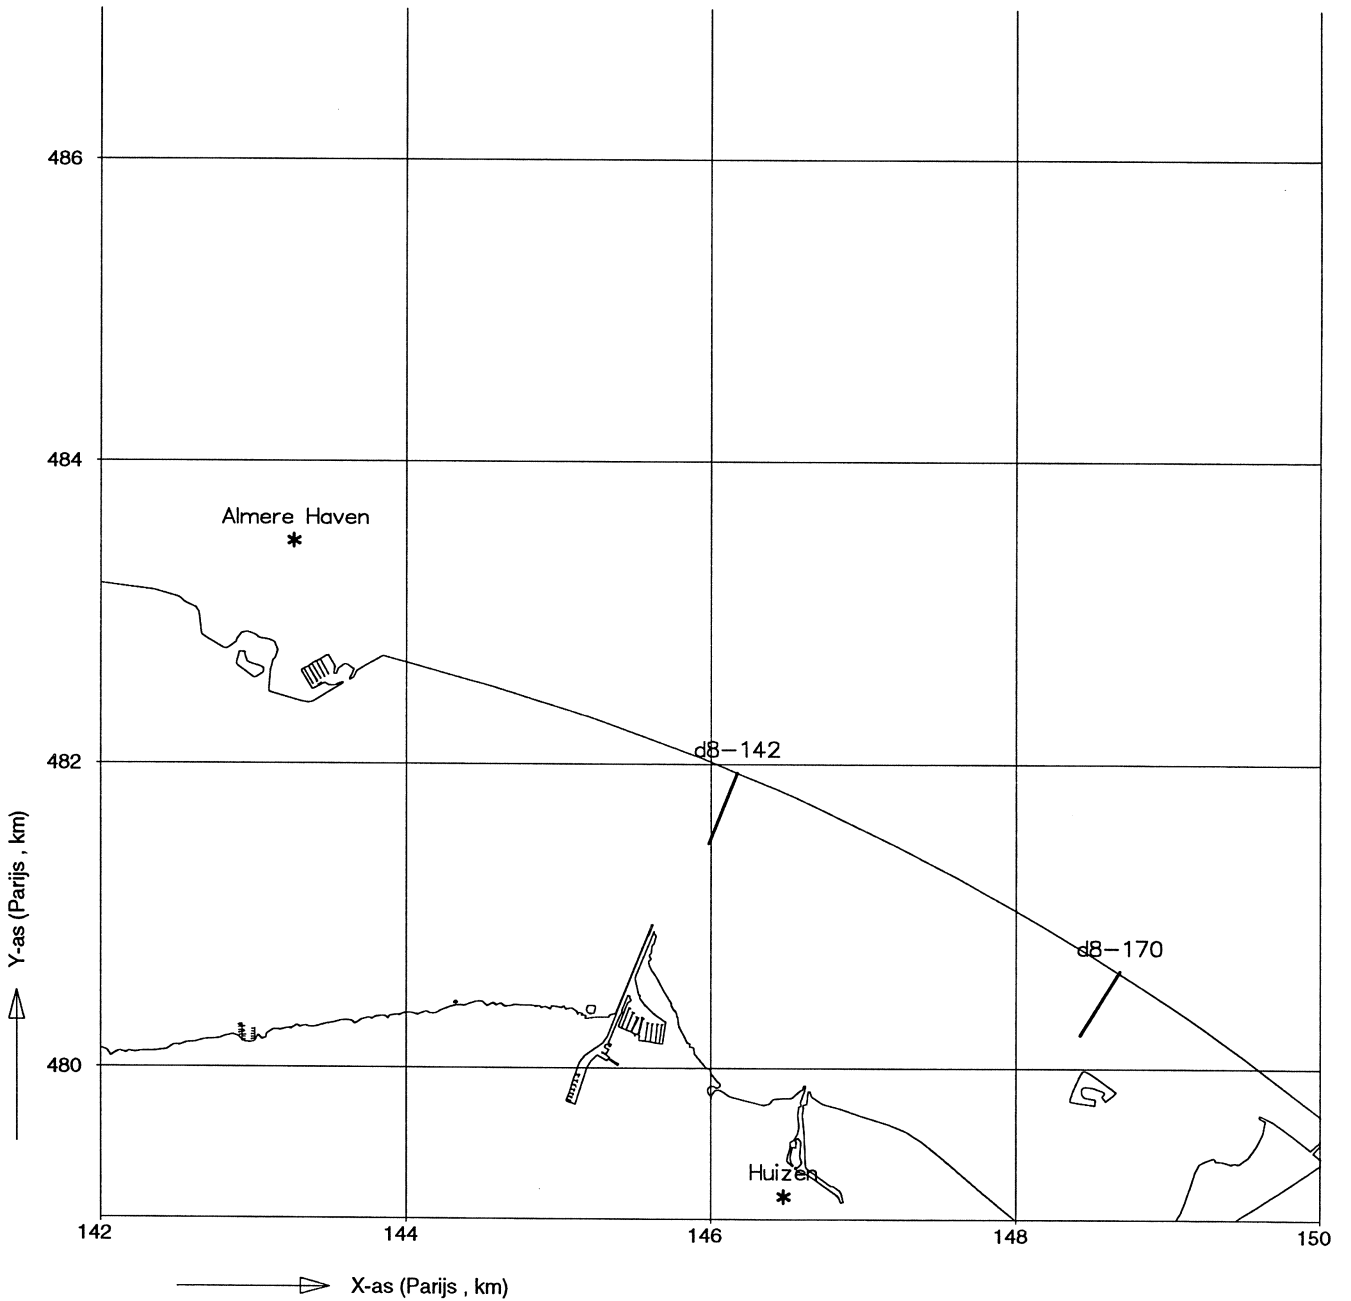 486
484
Almere Haven
482
d8-142
d8-170
Y-as (Parijs , km)
480
Huizen
142 144 146 148 150
X-as (Parijs , km)